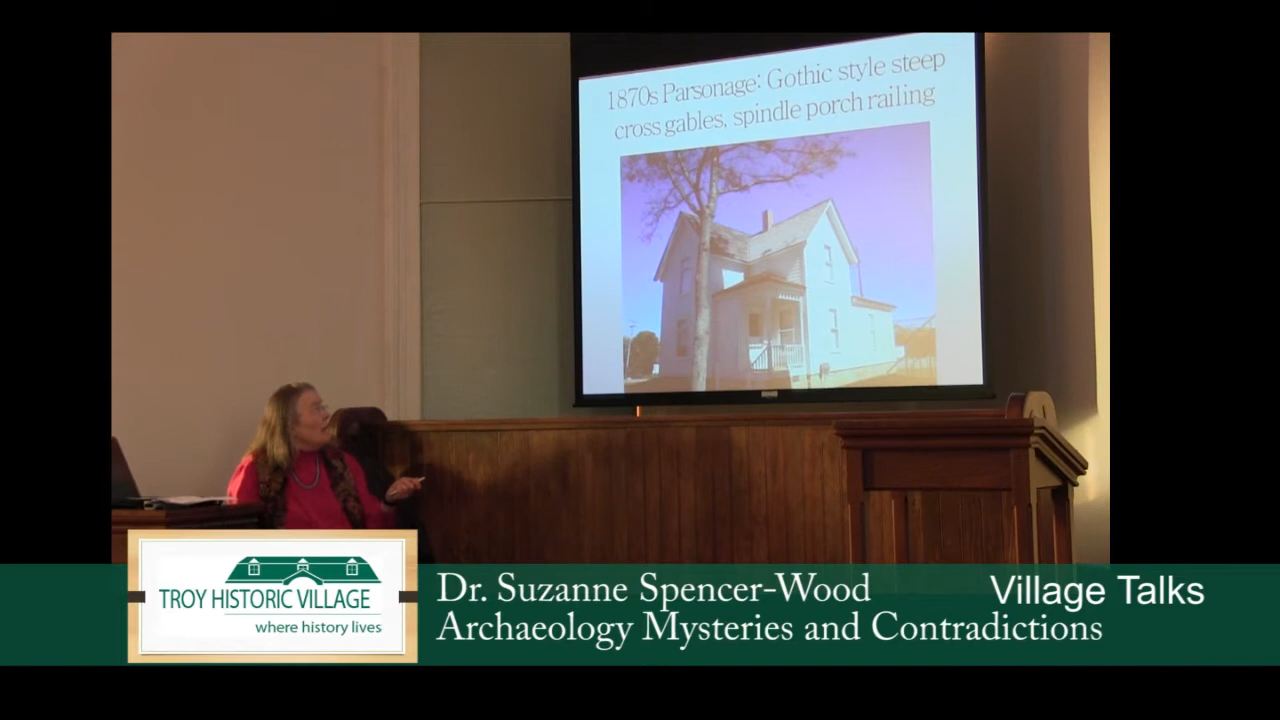 1870s Parsonage: Gothic style steep
cross gables, spindle porch railing
TROY HISTORIC VILLAGE
where history lives
Dr. Suzanne Spencer-Wood
Village Talks
Archaeology Mysteries and Contradictions